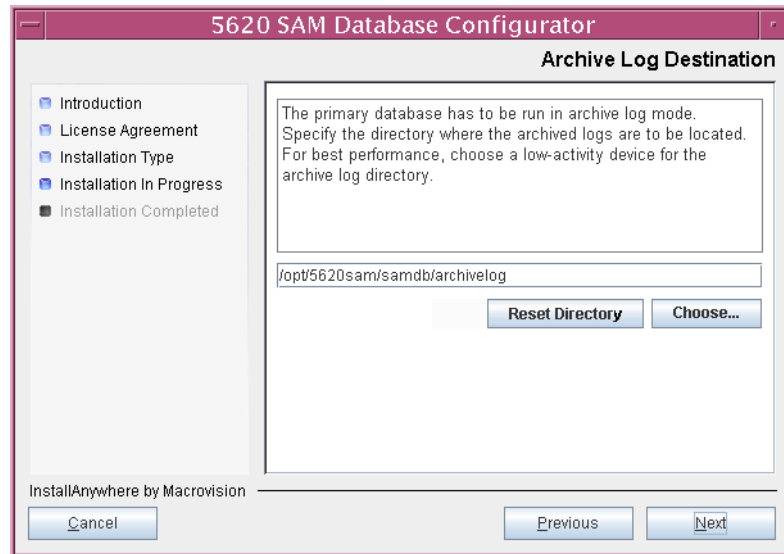 5620 SAM Database Configurator
Archive Log Destination
Introduction
License Agreement
Installation Type
Installation In Progress
Installation Completed
The primary database has to be run in archive log mode.
Specify the directory where the archived logs are to be located.
For best performance, choose a low-activity device for the
archive log directory.
/opt/5620sam/samdb/archivelog
Reset Directory
Choose...
InstallAnywhere by Macrovision
Cancel
Previous
Next